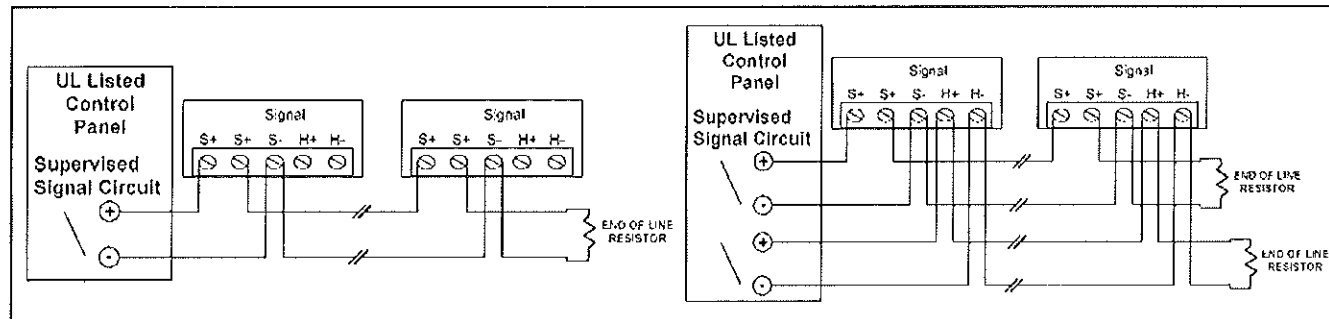 UL Listed
Control
Panel
Supervised
Signal Circuit
+
-
Signal
S+ S+ S- H+ H-
Signal
S+ S+ S- H+ H-
END OF LINE
RESISTOR
UL Listed
Control
Panel
Supervised
Signal Circuit
+
-
+
-
Signal
S+ S+ S- H+ H-
Signal
S+ S+ S- H+ H-
END OF LINE
RESISTOR
END OF LINE
RESISTOR